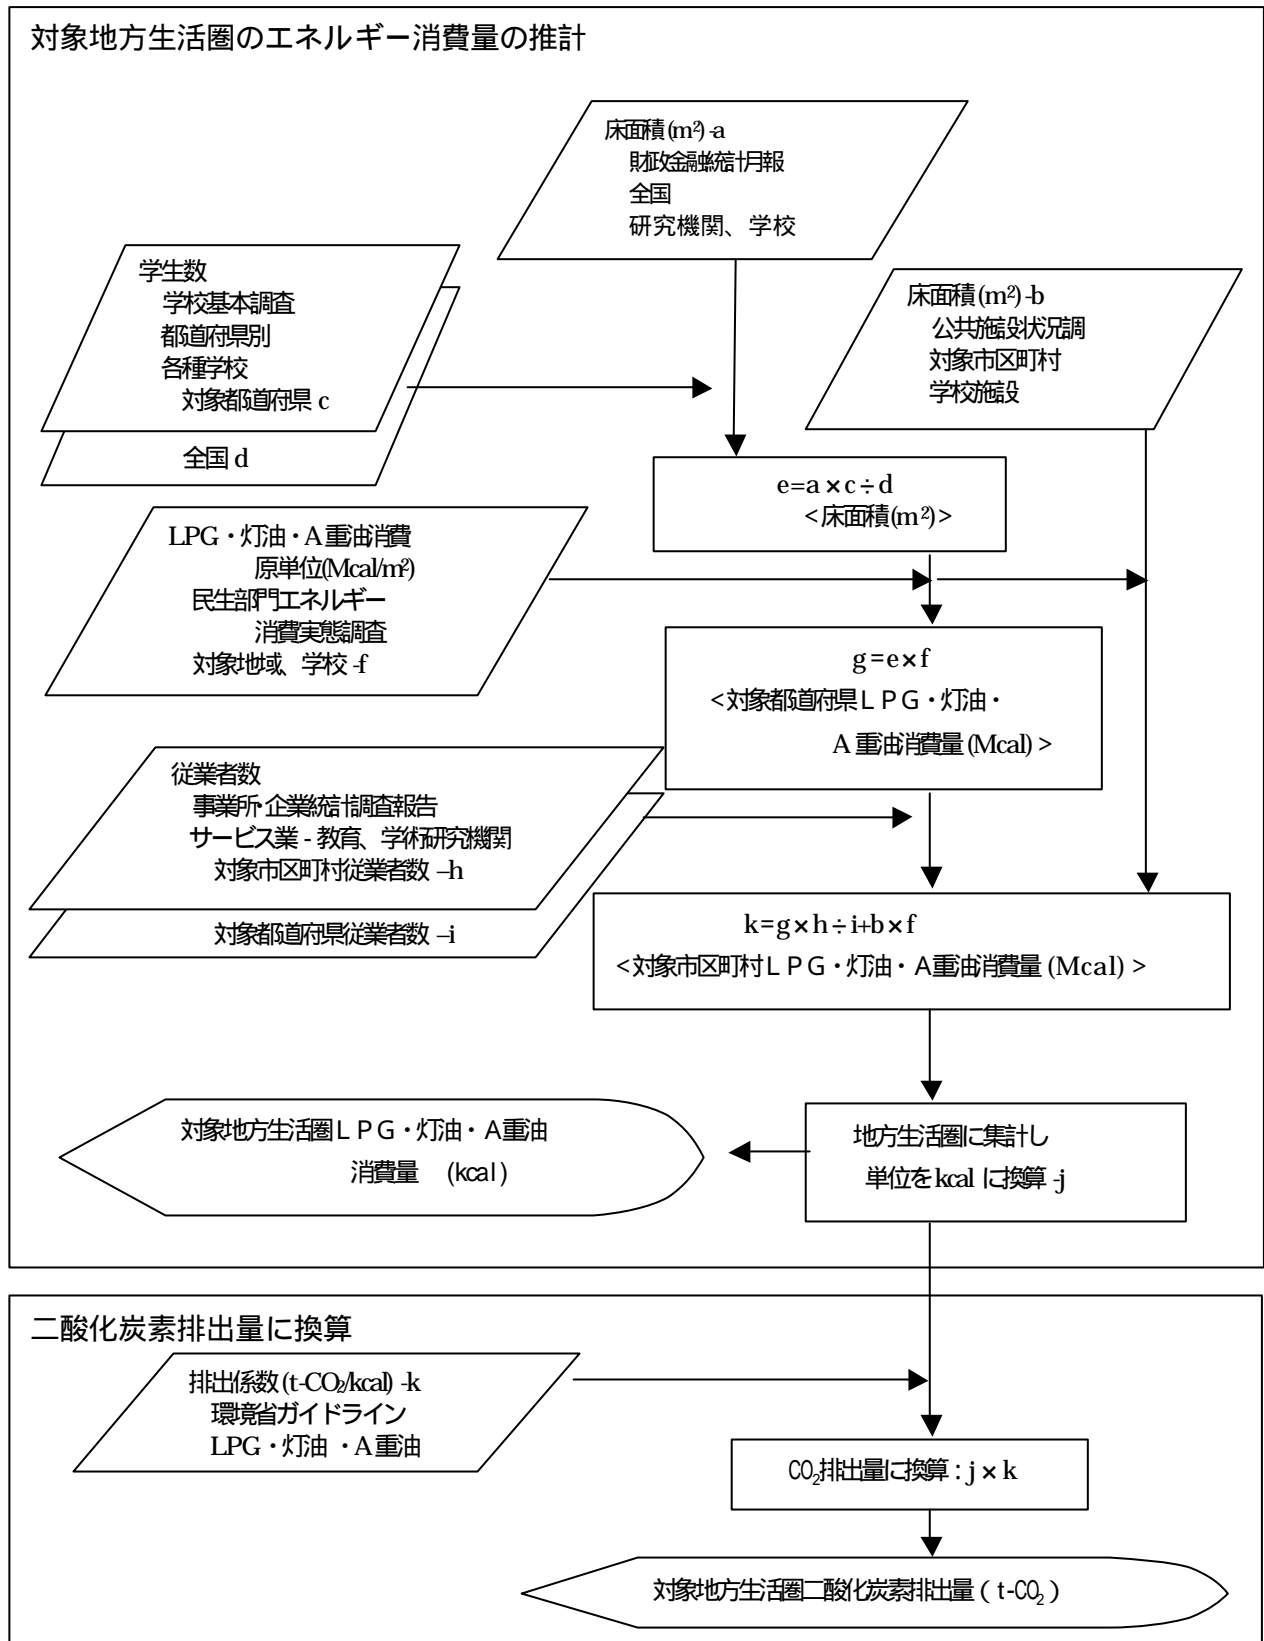 対象地方生活圏のエネルギー消費量の推計
床面積(m²)-a
財政金融統計月報
全国
研究機関、学校
学生数
学校基本調査
都道府県別
各種学校
対象都道府県 c
全国 d
床面積(m²)-b
公共施設状況調
対象市区町村
学校施設
e=a×c÷d
<床面積(m²)>
LPG・灯油・A重油消費
原単位(Mcal/m²)
民生部門エネルギー
消費実態調査
対象地域、学校 -f
g=e×f
<対象都道府県LPG・灯油・
A重油消費量(Mcal)>
従業者数
事業所・企業統計調査報告
サービス業 - 教育、学術研究機関
対象市区町村従業者数 –h
対象都道府県従業者数 –i
k=g×h÷i+b×f
<対象市区町村LPG・灯油・A重油消費量(Mcal)>
対象地方生活圏LPG・灯油・A重油
消費量 (kcal)
地方生活圏に集計し
単位をkcalに換算 -j
二酸化炭素排出量に換算
排出係数(t-CO₂/kcal) -k
環境省ガイドライン
LPG・灯油・A重油
CO₂排出量に換算:j×k
対象地方生活圏二酸化炭素排出量(t-CO₂)